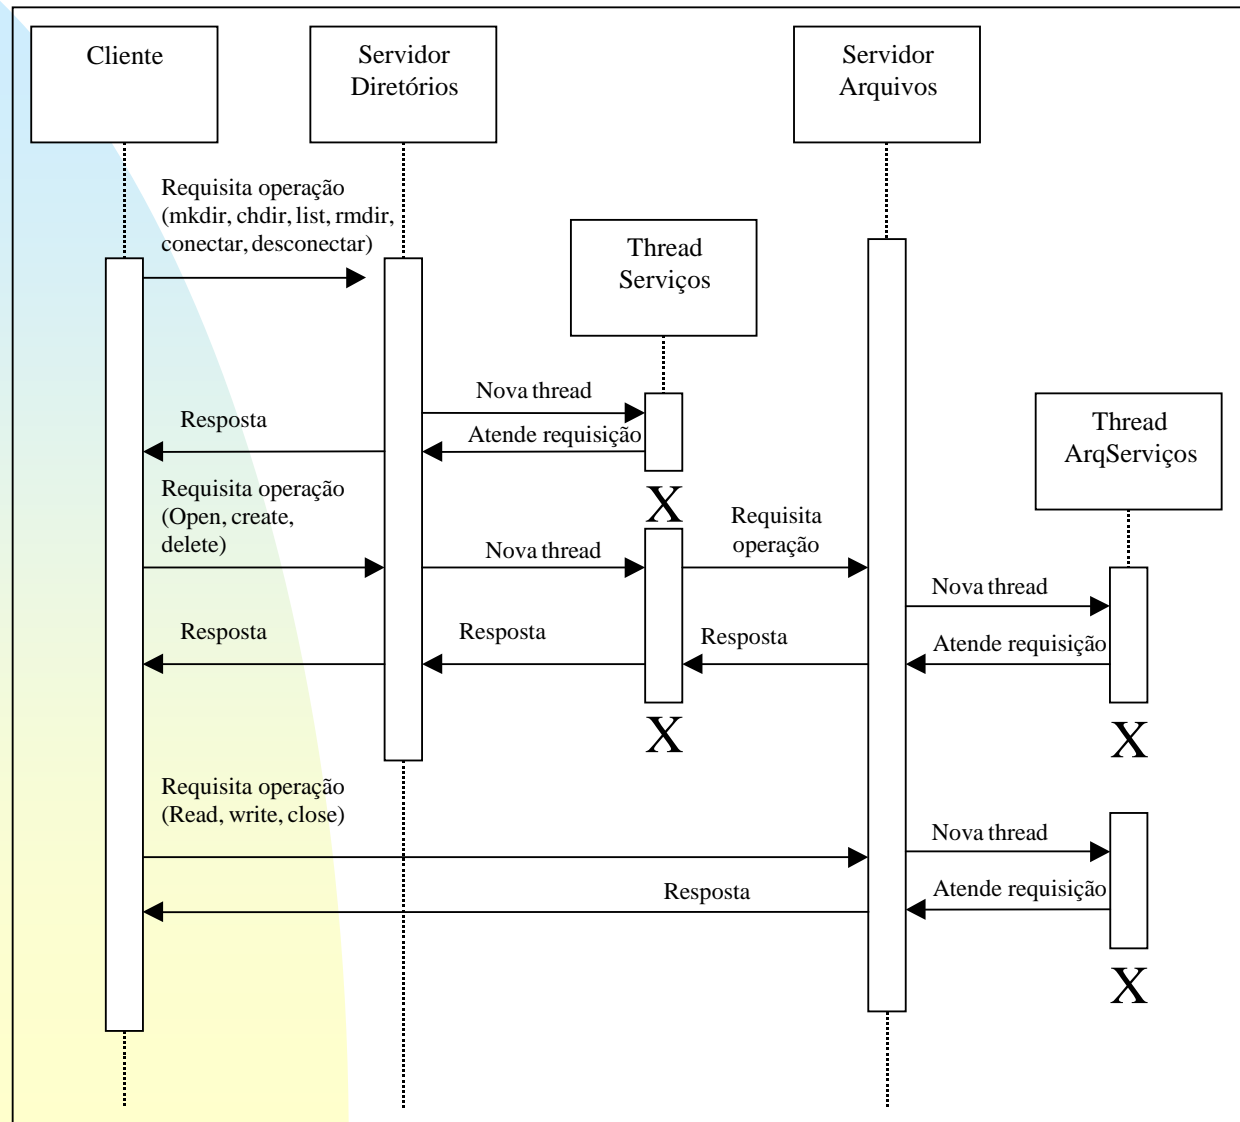 Cliente
Servidor
Diretórios
Servidor
Arquivos
Requisita operação
(mkdir, chdir, list, rmdir,
conectar, desconectar)
Thread
Serviços
Nova thread
Resposta
Atende requisição
Thread
ArqServiços
X
Requisita operação
(Open, create,
delete)
Nova thread
Requisita
operação
Nova thread
Resposta
Resposta
Resposta
Atende requisição
X
X
Requisita operação
(Read, write, close)
Nova thread
Resposta
Atende requisição
X